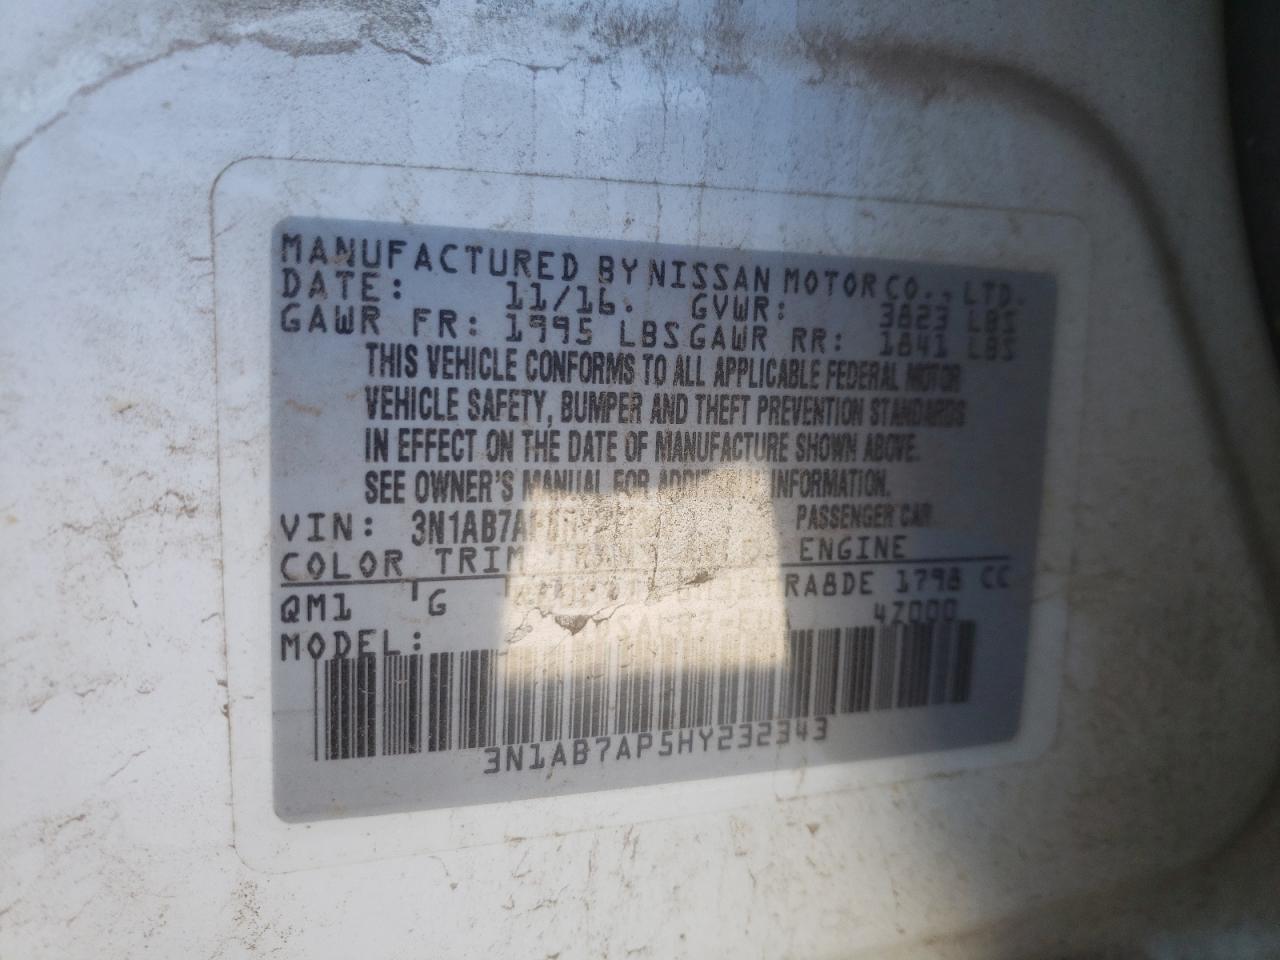 MANUFACTURED BY NISSAN MOTOR CO., LTD.
DATE: 11/16. GVWR: 3823 LBS
GAWR FR: 1995 LBS GAWR RR: 1841 LBS
THIS VEHICLE CONFORMS TO ALL APPLICABLE FEDERAL MOTOR
VEHICLE SAFETY, BUMPER AND THEFT PREVENTION STANDARDS
IN EFFECT ON THE DATE OF MANUFACTURE SHOWN ABOVE.
SEE OWNER'S MANUAL FOR ADDITIONAL INFORMATION.
VIN: PASSENGER CAR
COLOR TRIM ENGINE
QM1 G RA8DE 1798 CC
4Z000
MODEL:
3N1AB7AP5HY232343